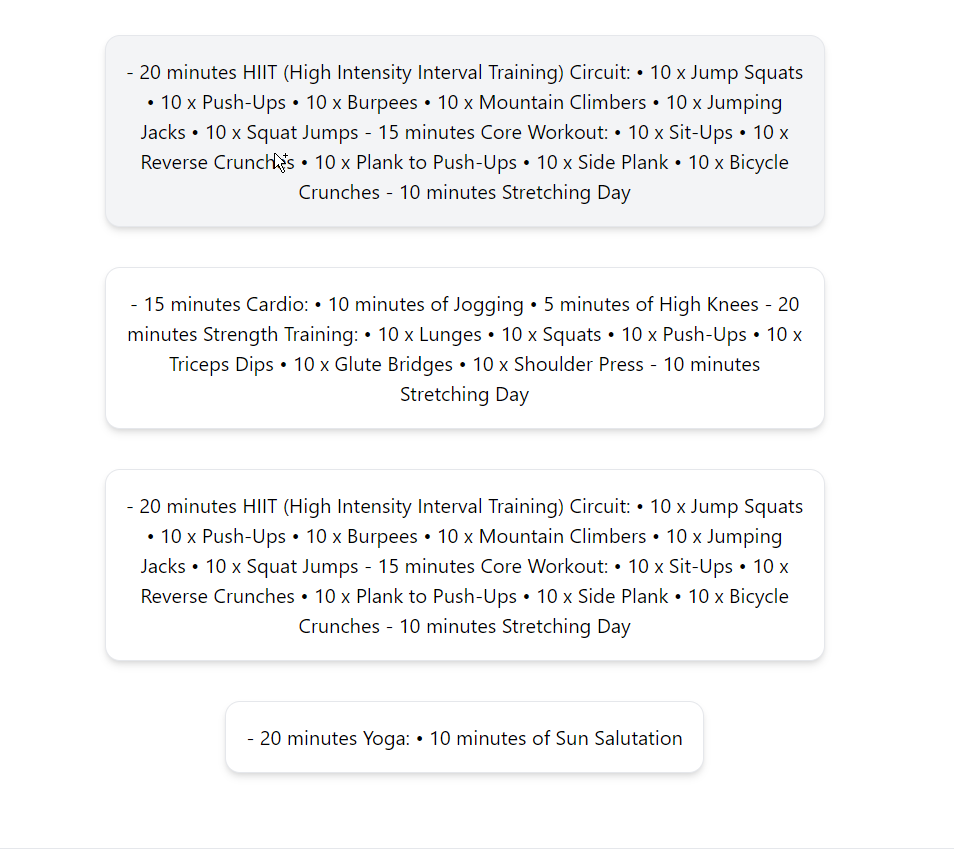 - 20 minutes HIIT (High Intensity Interval Training) Circuit: • 10 x Jump Squats
• 10 x Push-Ups • 10 x Burpees • 10 x Mountain Climbers • 10 x Jumping
Jacks • 10 x Squat Jumps - 15 minutes Core Workout: • 10 x Sit-Ups • 10 x
Reverse Crunches • 10 x Plank to Push-Ups • 10 x Side Plank • 10 x Bicycle
Crunches - 10 minutes Stretching Day
- 15 minutes Cardio: • 10 minutes of Jogging • 5 minutes of High Knees - 20
minutes Strength Training: • 10 x Lunges • 10 x Squats • 10 x Push-Ups • 10 x
Triceps Dips • 10 x Glute Bridges • 10 x Shoulder Press - 10 minutes
Stretching Day
- 20 minutes HIIT (High Intensity Interval Training) Circuit: • 10 x Jump Squats
• 10 x Push-Ups • 10 x Burpees • 10 x Mountain Climbers • 10 x Jumping
Jacks • 10 x Squat Jumps - 15 minutes Core Workout: • 10 x Sit-Ups • 10 x
Reverse Crunches • 10 x Plank to Push-Ups • 10 x Side Plank • 10 x Bicycle
Crunches - 10 minutes Stretching Day
- 20 minutes Yoga: • 10 minutes of Sun Salutation